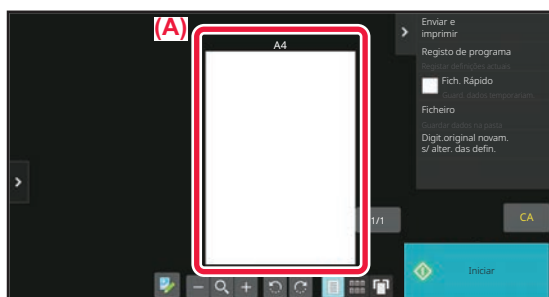 (A)
A4
Enviar e
imprimir
Registo de programa
Registar definições actuais
Fich. Rápido
Guard. dados temporariam.
Ficheiro
Guardar dados na pasta
Digit.original novam.
s/ alter. das defin.
1/1
CA
Iniciar